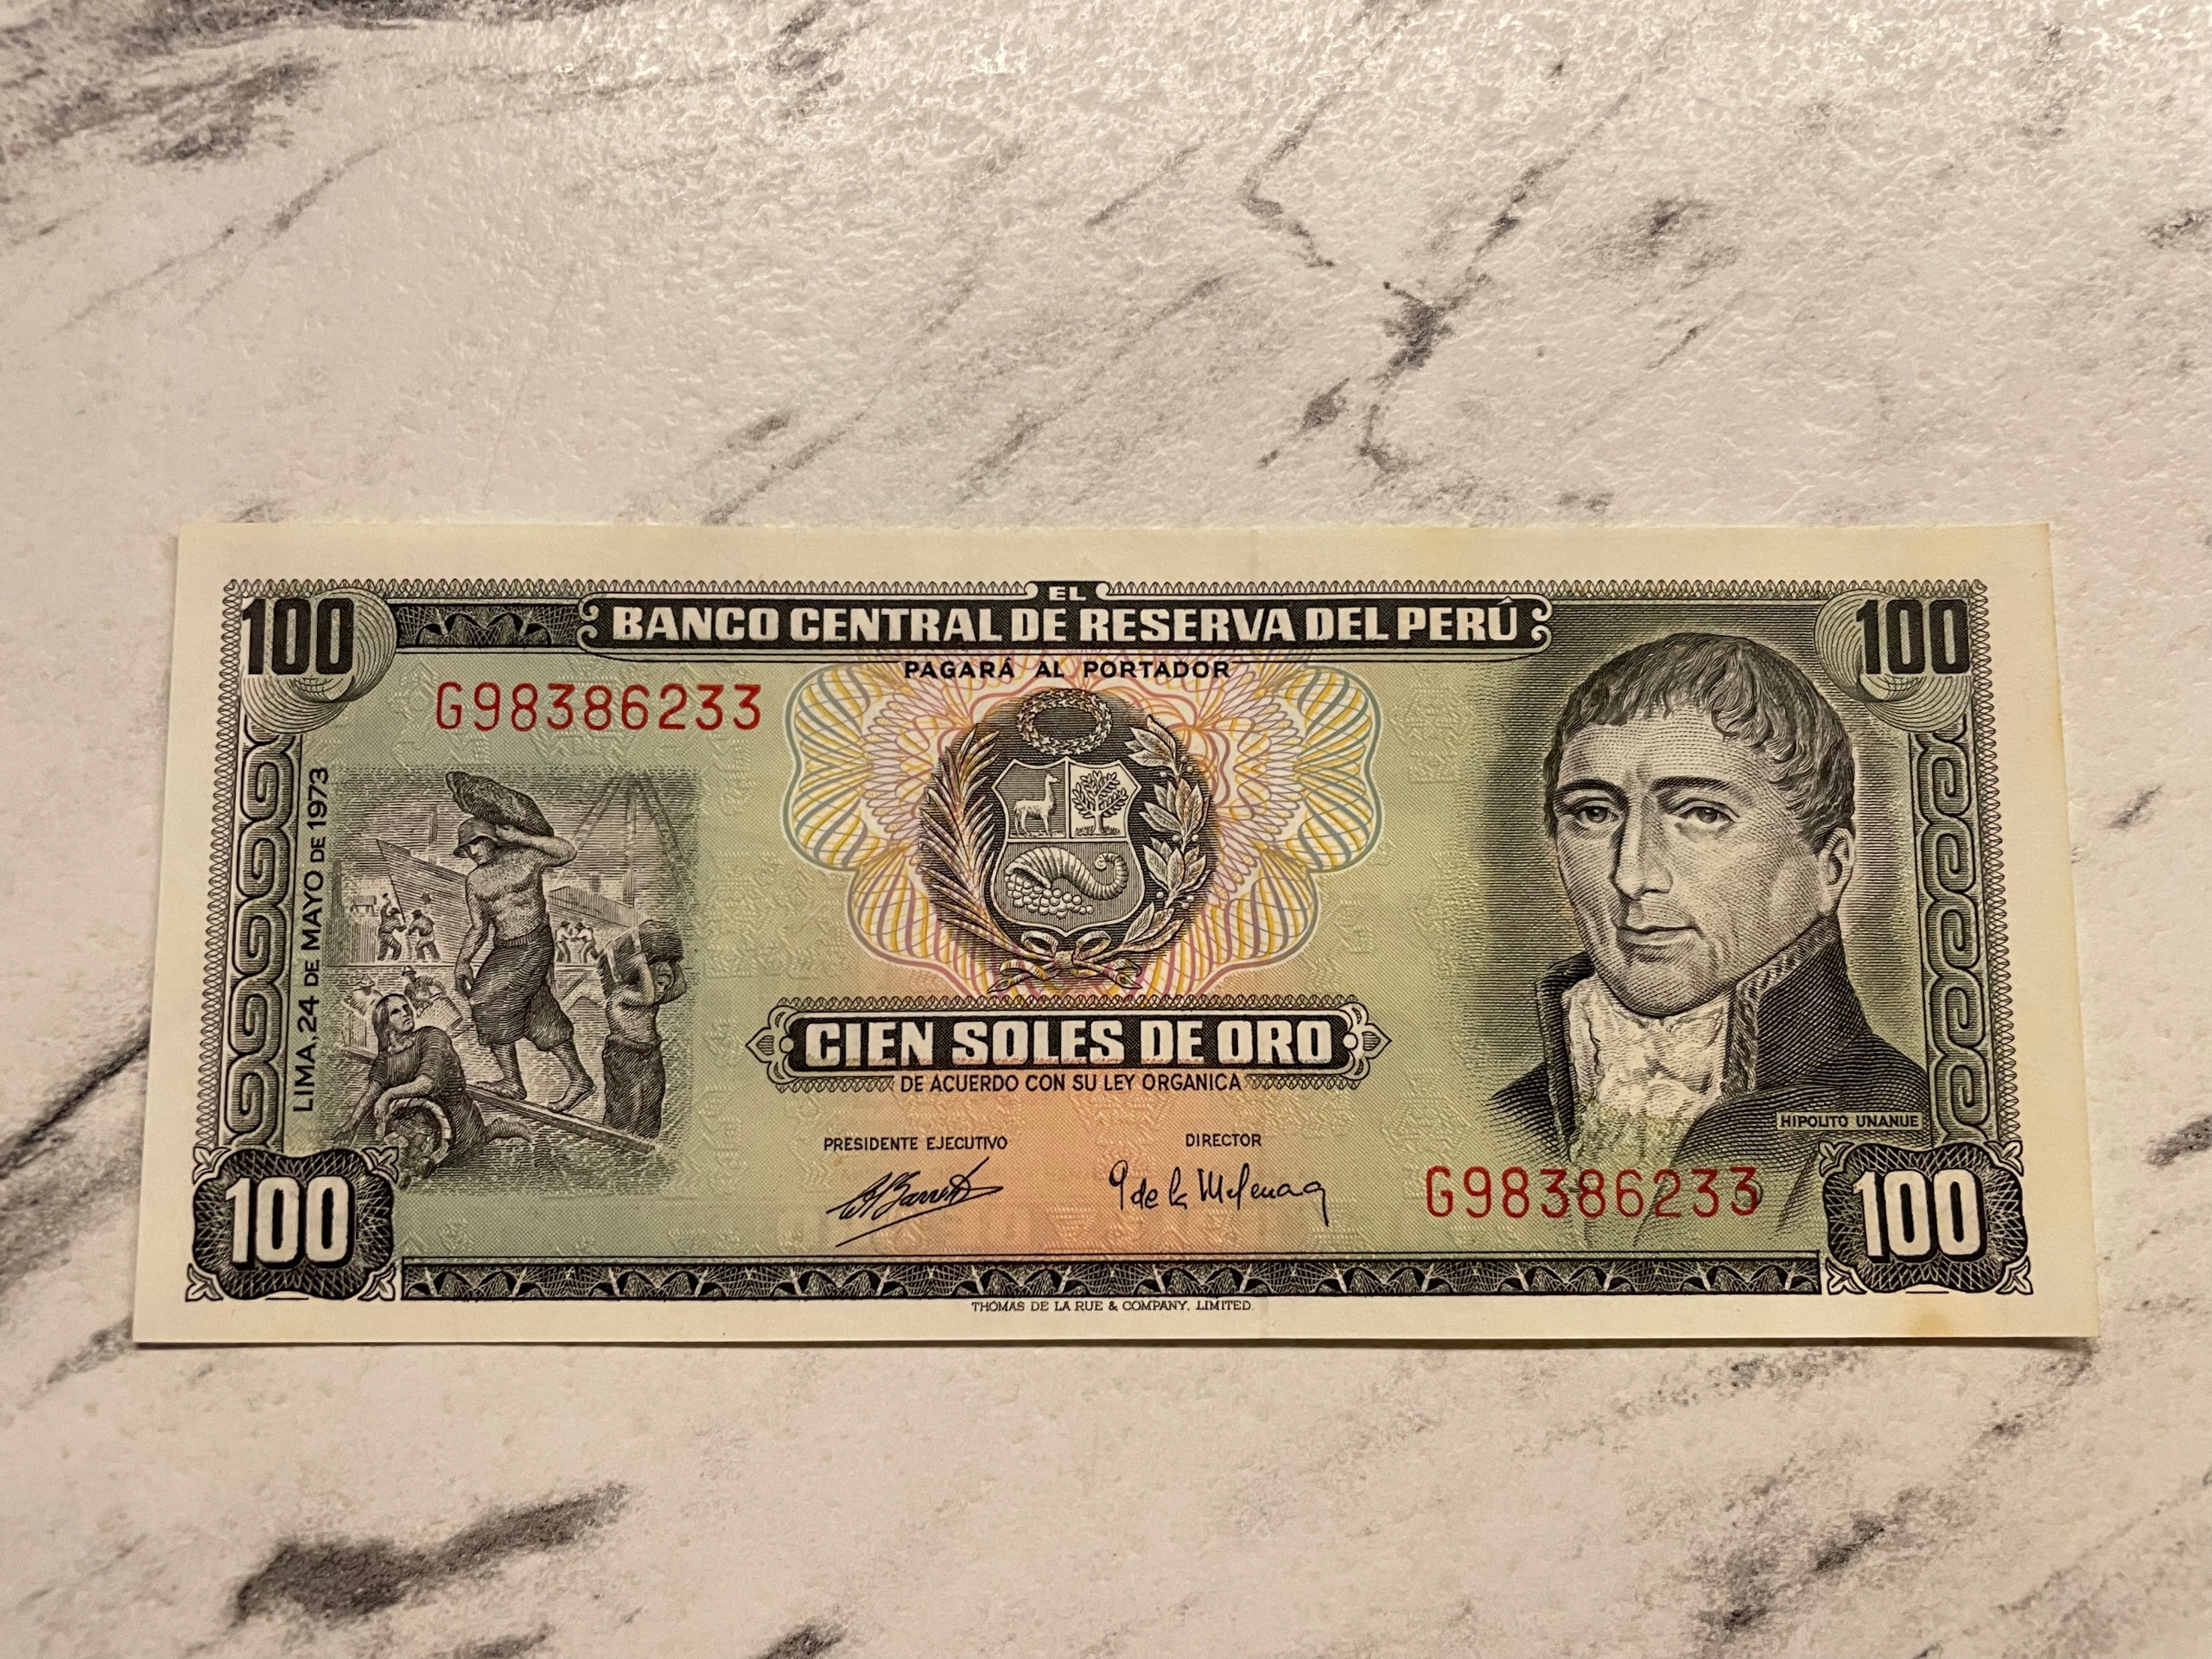 100
EL
BANCO CENTRAL DE RESERVA DEL PERÚ
100
PAGARÁ AL PORTADOR
G98386233
LIMA, 24 DE MAYO DE 1973
CIEN SOLES DE ORO
DE ACUERDO CON SU LEY ORGANICA
HIPOLITO UNANUE
PRESIDENTE EJECUTIVO
DIRECTOR
G98386233
100
100
THOMAS DE LA RUE & COMPANY, LIMITED.